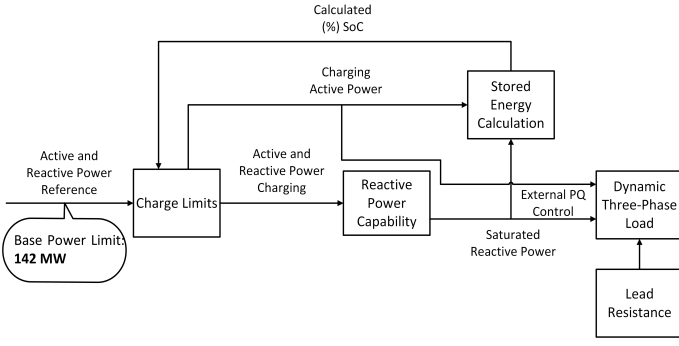 Calculated
(%) SoC
Charging
Active Power
Stored
Energy
Calculation
Active and
Reactive Power
Reference
Active and
Reactive Power
Charging
Charge Limits
Reactive
Power
Capability
External PQ
Control
Dynamic
Three-Phase
Load
Base Power Limit:
142 MW
Saturated
Reactive Power
Lead
Resistance